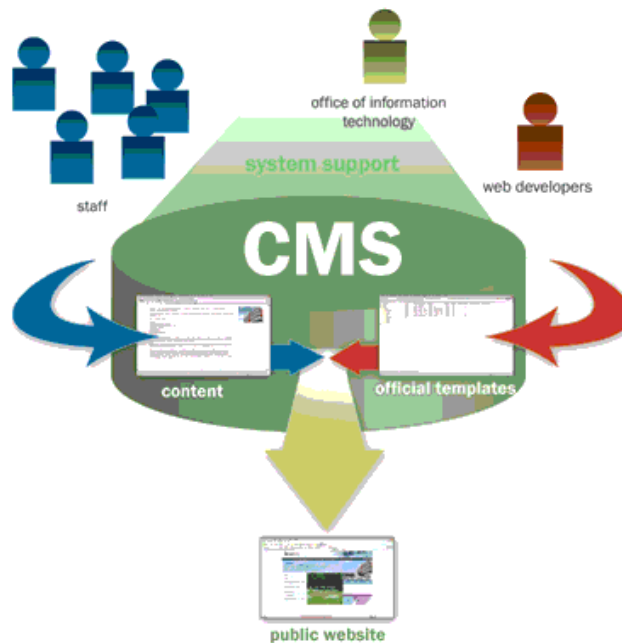 office of information
technology
system support
web developers
staff
CMS
content
official templates
public website